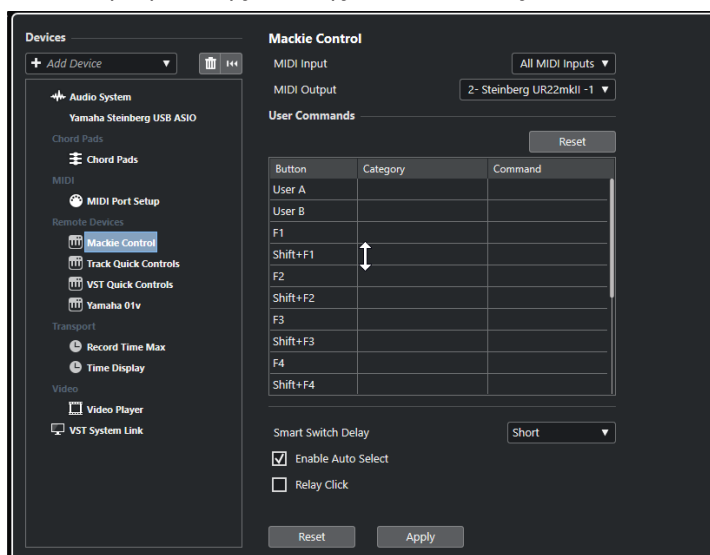 Devices
Mackie Control
+ Add Device
MIDI Input
All MIDI Inputs
MIDI Output
2- Steinberg UR22mkII -1
Audio System
Yamaha Steinberg USB ASIO
Chord Pads
Chord Pads
MIDI
MIDI Port Setup
Remote Devices
Mackie Control
Track Quick Controls
VST Quick Controls
Yamaha 01v
Transport
Record Time Max
Time Display
Video
Video Player
VST System Link
User Commands
Reset
Button Category Command
User A
User B
F1
Shift+F1
F2
Shift+F2
F3
Shift+F3
F4
Shift+F4
Smart Switch Delay
Short
Enable Auto Select
Relay Click
Reset Apply